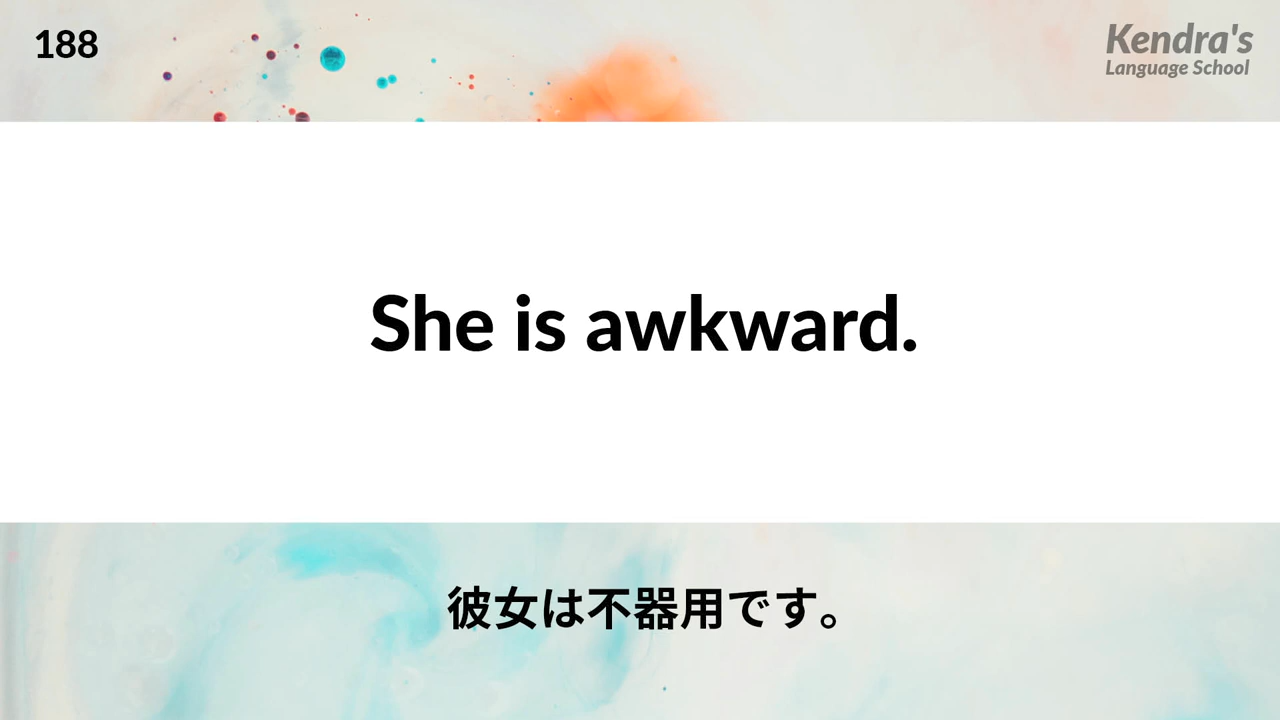 188
Kendra's
Language School
She is awkward.
彼女は不器用です。